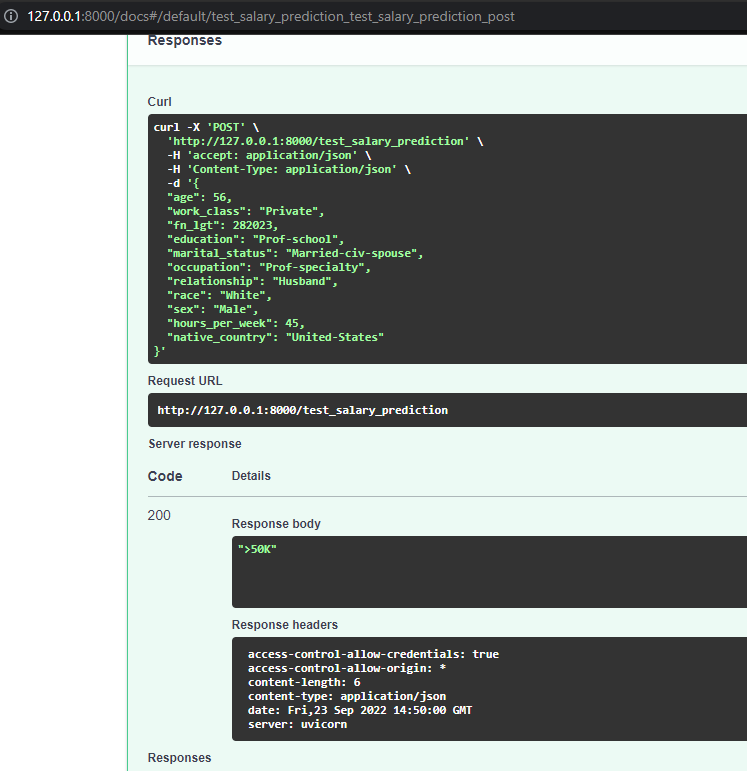 127.0.0.1:8000/docs#/default/test_salary_prediction_test_salary_prediction_post
Responses
Curl
curl -X 'POST' \
  'http://127.0.0.1:8000/test_salary_prediction' \
  -H 'accept: application/json' \
  -H 'Content-Type: application/json' \
  -d '{
  "age": 56,
  "work_class": "Private",
  "fn_lgt": 282023,
  "education": "Prof-school",
  "marital_status": "Married-civ-spouse",
  "occupation": "Prof-specialty",
  "relationship": "Husband",
  "race": "White",
  "sex": "Male",
  "hours_per_week": 45,
  "native_country": "United-States"
}'
Request URL
http://127.0.0.1:8000/test_salary_prediction
Server response
Code Details
200
Response body
">50K"
Response headers
access-control-allow-credentials: true
access-control-allow-origin: *
content-length: 6
content-type: application/json
date: Fri,23 Sep 2022 14:50:00 GMT
server: uvicorn
Responses